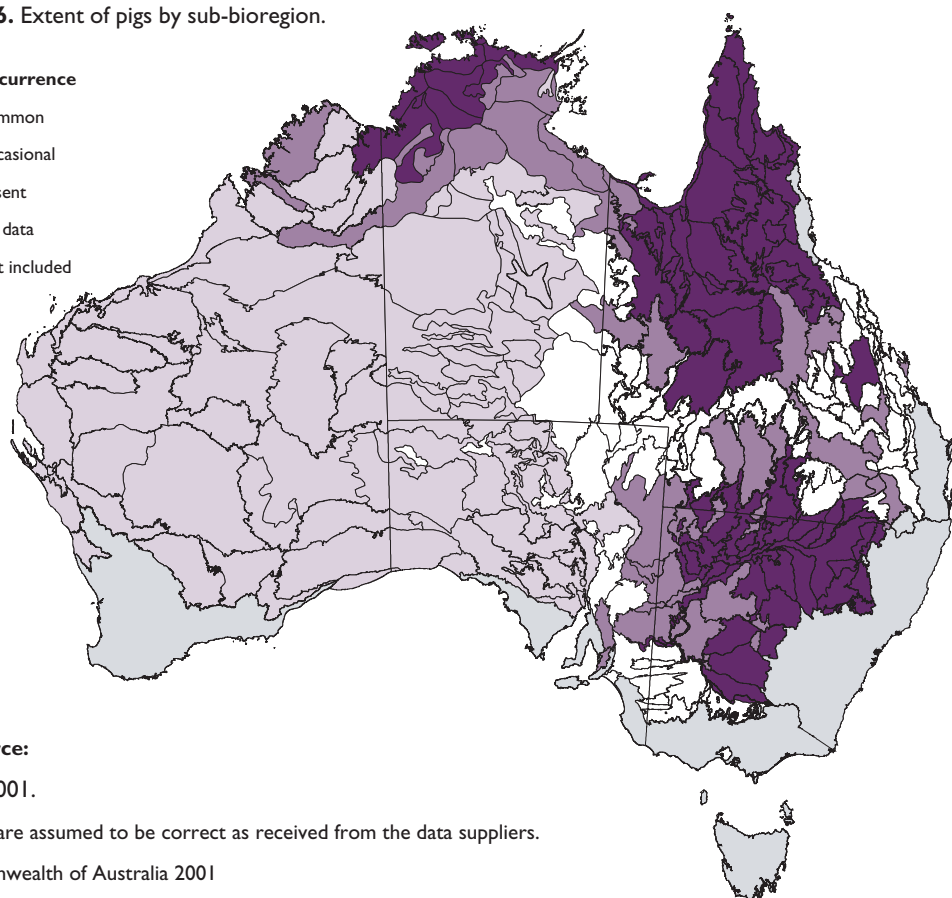 6. Extent of pigs by sub-bioregion.
currence
mmon
casional
sent
data
t included
rce:
001.
are assumed to be correct as received from the data suppliers.
nwealth of Australia 2001